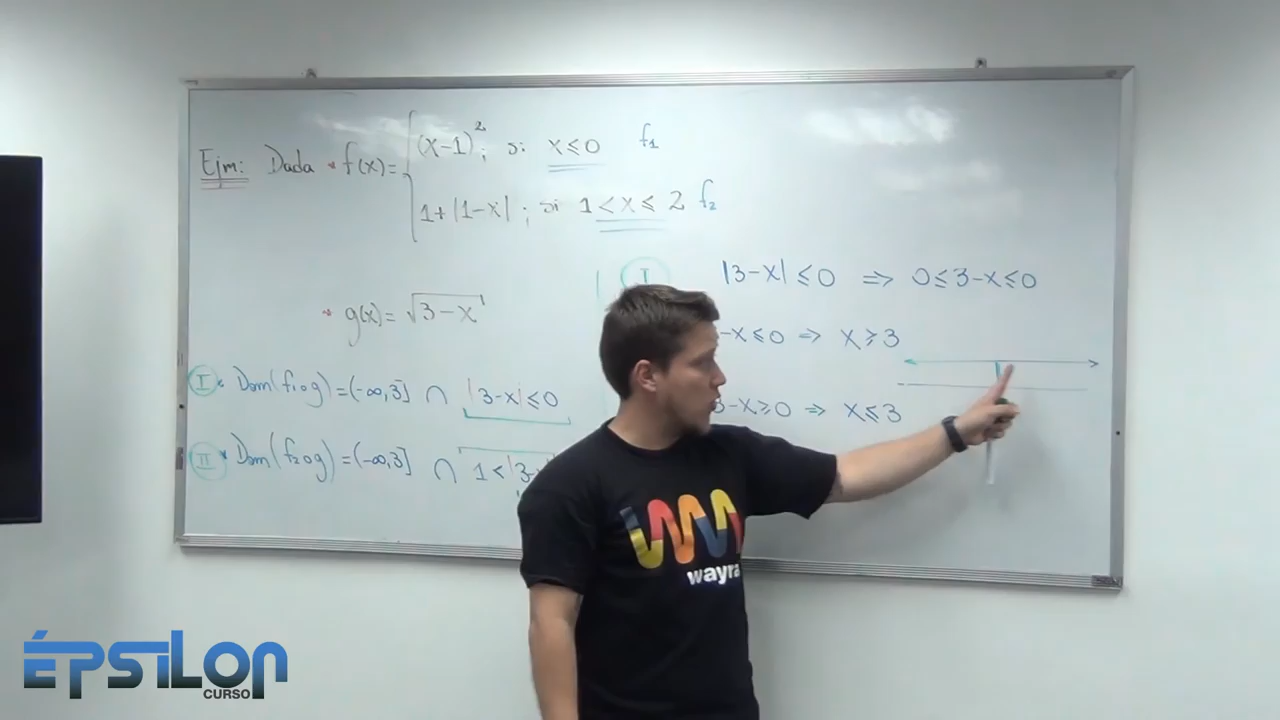 Ejm: Dada * f(x)= { (x-1)²; si x≤0 f1
1+|1-x| ; si 1<x≤2 f2
* g(x)= √3-x
I
|3-x|≤0 => 0≤3-x≤0
-x≤0 => x≥3
I * Dom(f1og)=(-∞,3] ∩ |3-x|≤0
3-x≥0 => x≤3
II * Dom(f2og)=(-∞,3] ∩ 1<|3-x
wayra
ÉPSILON
CURSO